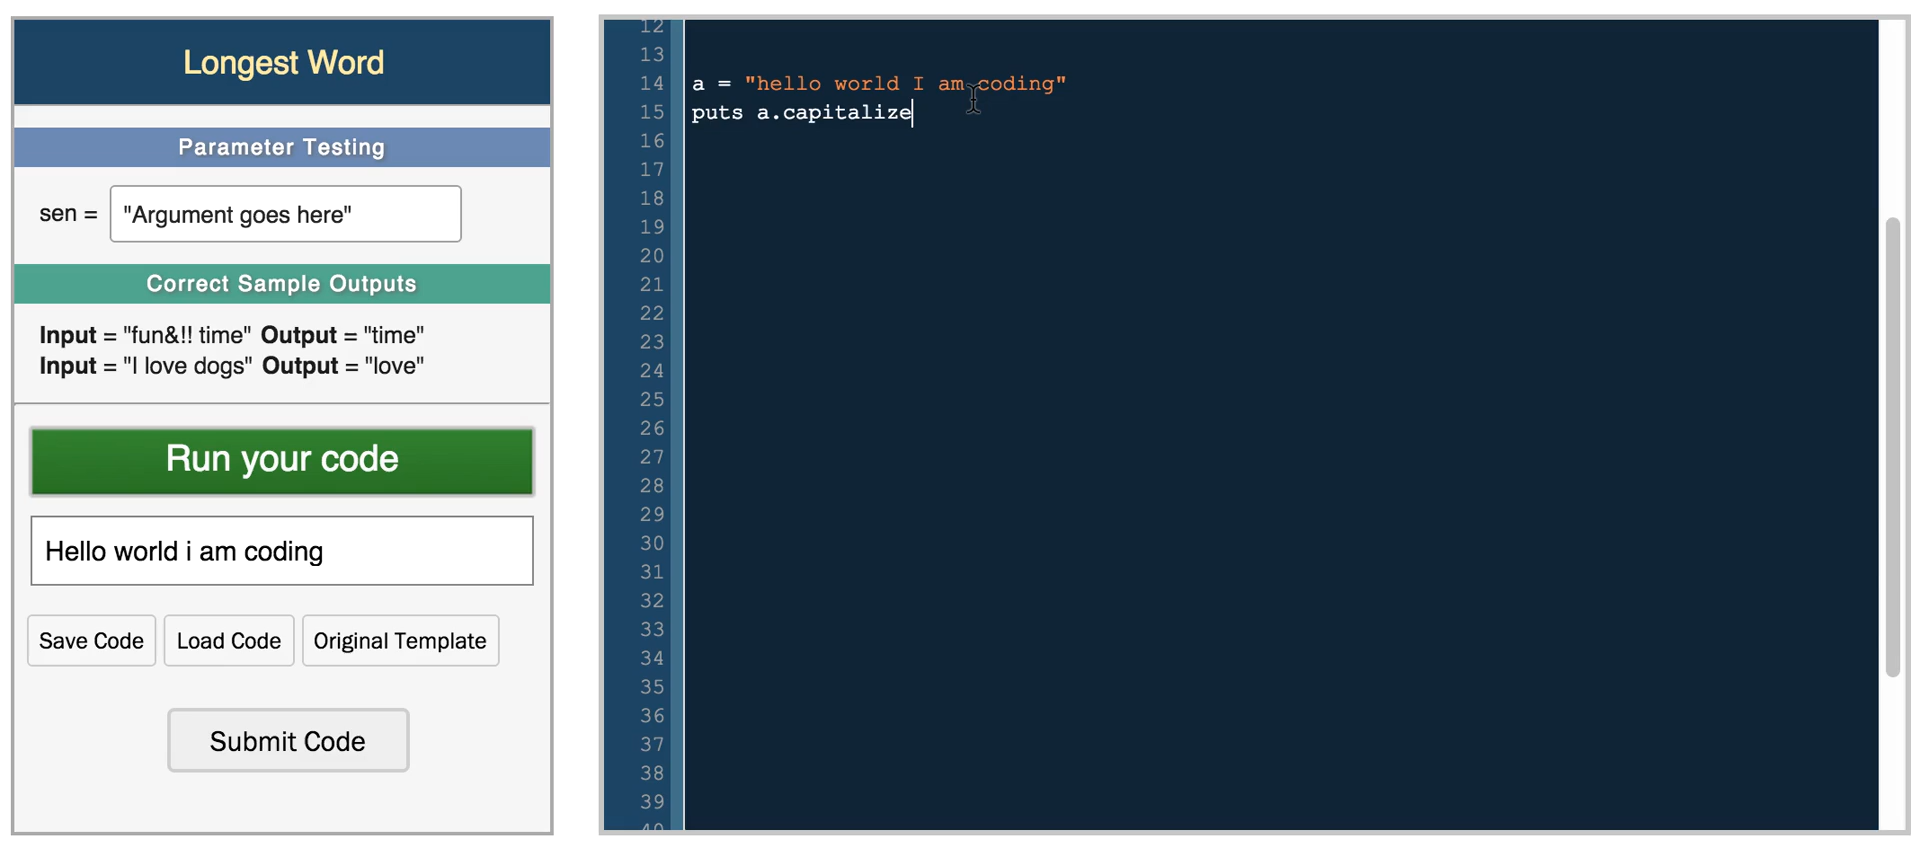 Longest Word
Parameter Testing
sen = "Argument goes here"
Correct Sample Outputs
Input = "fun&!! time" Output = "time"
Input = "I love dogs" Output = "love"
Run your code
Hello world i am coding
Save Code Load Code Original Template
Submit Code
12
13
14 a = "hello world I am coding"
15 puts a.capitalize
16
17
18
19
20
21
22
23
24
25
26
27
28
29
30
31
32
33
34
35
36
37
38
39
40